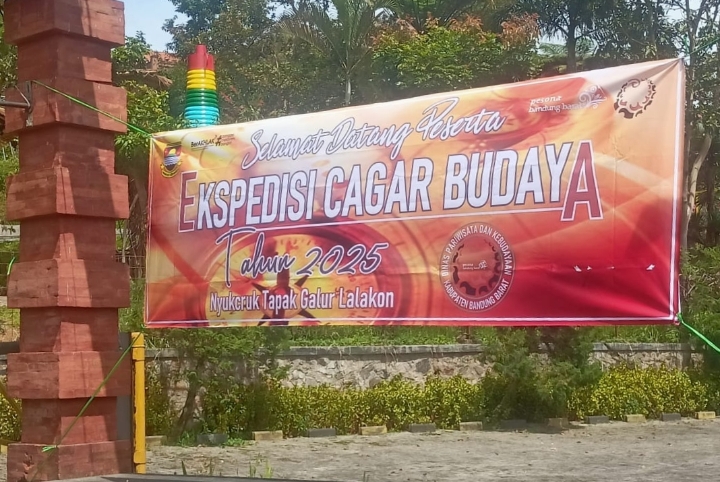 BerAKHLAK
pesona
bandung barat
Selamat Datang Peserta
EKSPEDISI CAGAR BUDAYA
Tahun 2025
Nyukcruk Tapak Galur Lalakon
DINAS PARIWISATA DAN KEBUDAYAAN
KABUPATEN BANDUNG BARAT